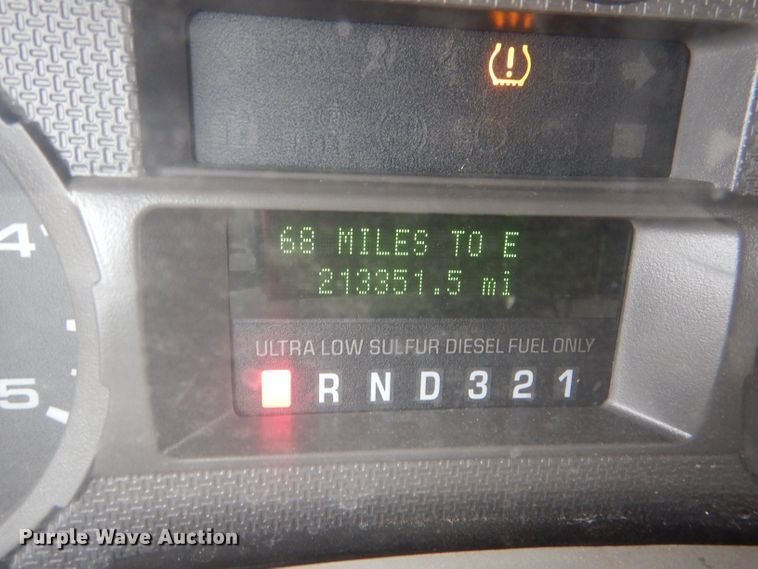 68 MILES TO E
213351.5 mi
ULTRA LOW SULFUR DIESEL FUEL ONLY
R N D 3 2 1
4
5
Purple Wave Auction